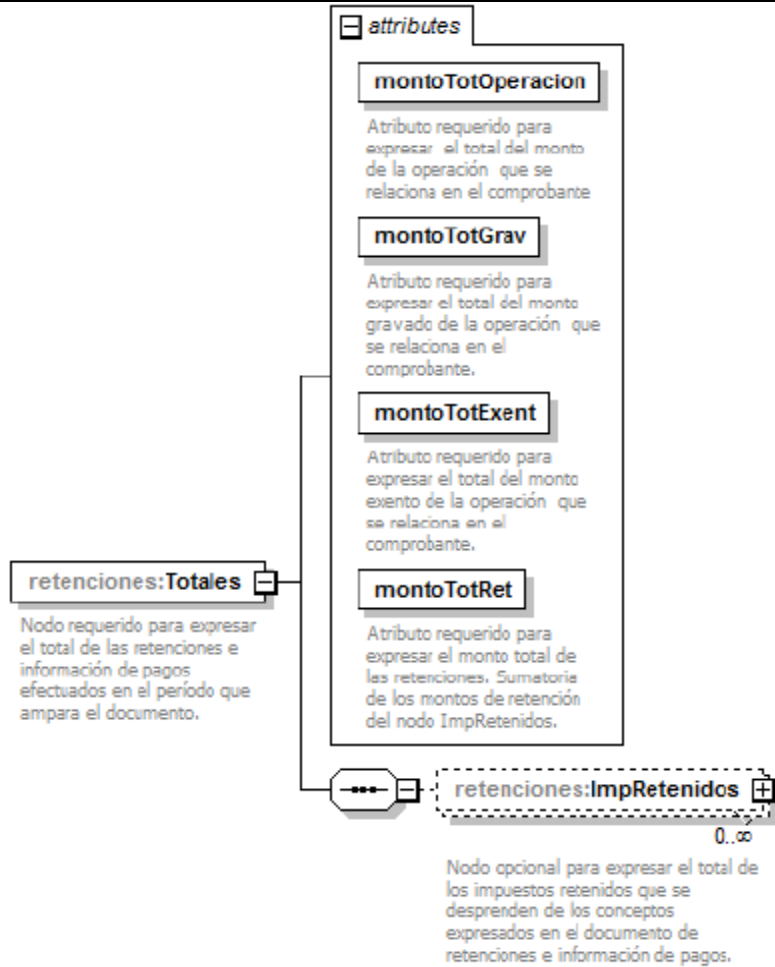 attributes
montoTotOperacion
Atributo requerido para
expresar el total del monto
de la operación que se
relaciona en el comprobante
montoTotGrav
Atributo requerido para
expresar el total del monto
gravado de la operación que
se relaciona en el
comprobante.
montoTotExent
Atributo requerido para
expresar el total del monto
exento de la operación que
se relaciona en el
comprobante.
retenciones:Totales
Nodo requerido para expresar
el total de las retenciones e
información de pagos
efectuados en el período que
ampara el documento.
montoTotRet
Atributo requerido para
expresar el monto total de
las retenciones. Sumatoria
de los montos de retención
del nodo ImpRetenidos.
retenciones:ImpRetenidos
0..∞
Nodo opcional para expresar el total de
los impuestos retenidos que se
desprenden de los conceptos
expresados en el documento de
retenciones e información de pagos.